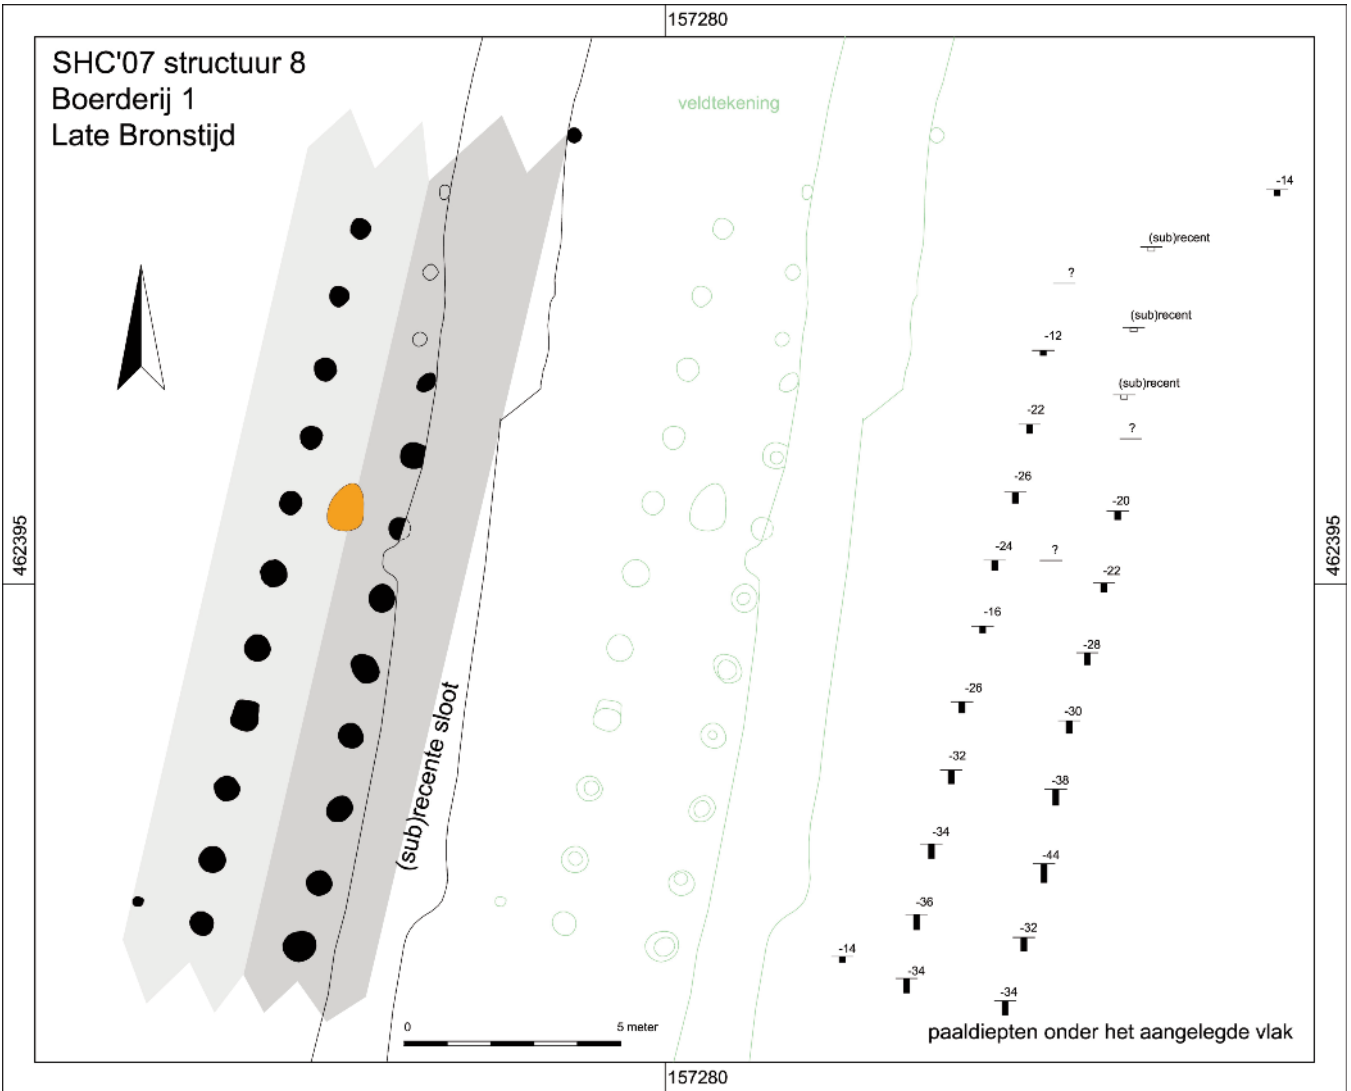 157280
SHC'07 structuur 8
Boerderij 1
Late Bronstijd
veldtekening
-14
(sub)recent
?
(sub)recent
-12
(sub)recent
-22
?
-26
-20
462395
-24
?
-22
462395
-16
-28
-26
-30
(sub)recente sloot
-32
-38
-34
-44
-36
-32
-14
-34
-34
0 5 meter
paaldiepten onder het aangelegde vlak
157280